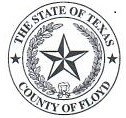 THE STATE OF TEXAS
COUNTY OF FLOYD